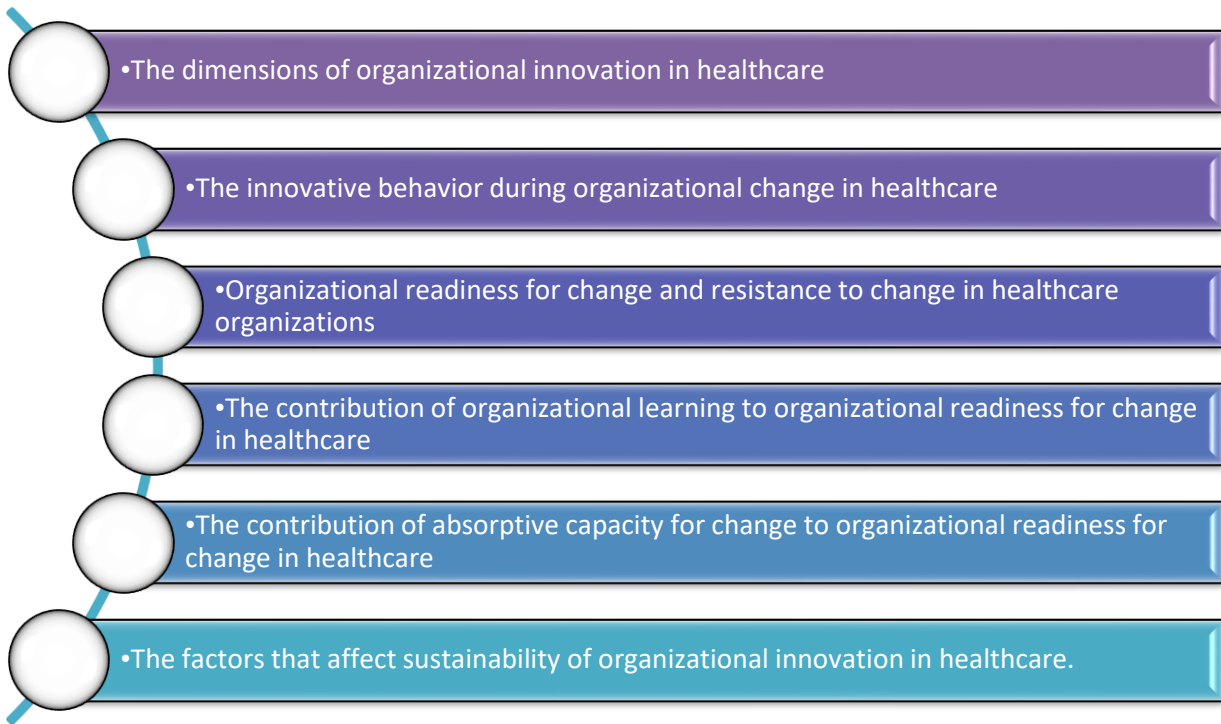 •The dimensions of organizational innovation in healthcare
•The innovative behavior during organizational change in healthcare
•Organizational readiness for change and resistance to change in healthcare
organizations
•The contribution of organizational learning to organizational readiness for change
in healthcare
•The contribution of absorptive capacity for change to organizational readiness for
change in healthcare
•The factors that affect sustainability of organizational innovation in healthcare.